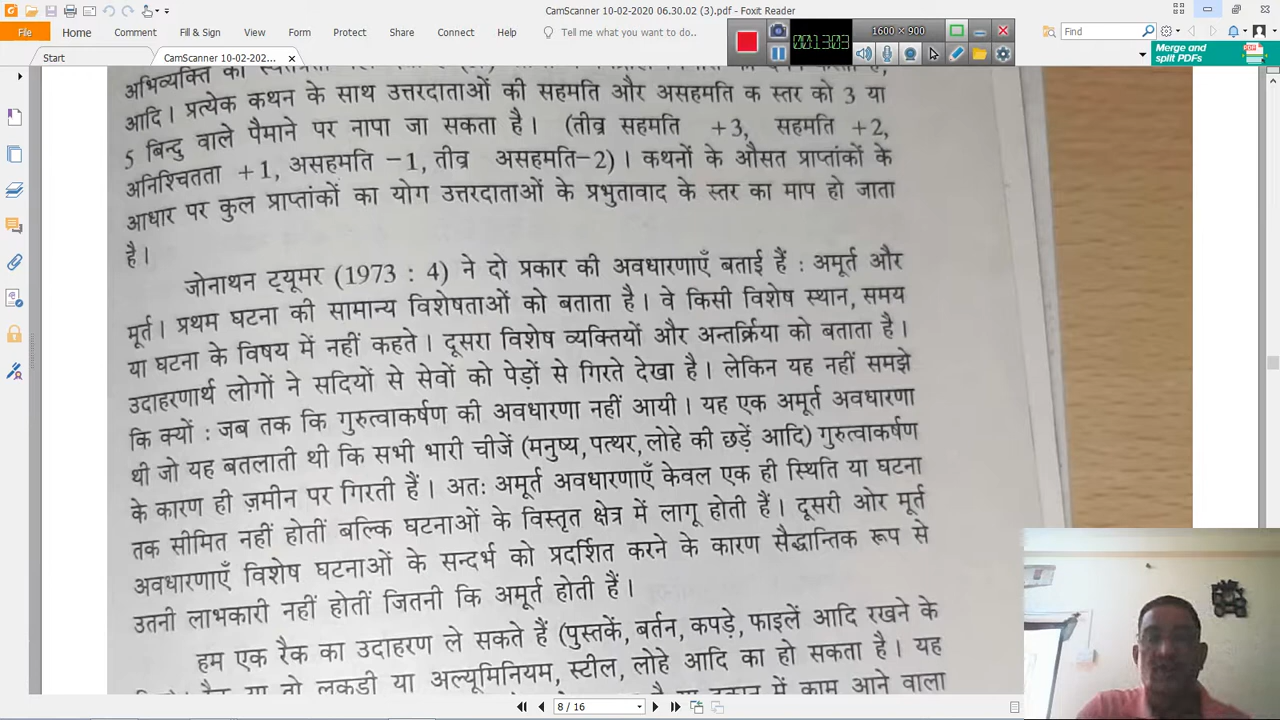 CamScanner 10-02-2020 06.30.02 (3).pdf - Foxit Reader
File Home Comment Fill & Sign View Form Protect Share Connect Help Tell me what you want to do..
1600 × 900
00:13:03
Find
Start CamScanner 10-02-202...
Merge and
split PDFs
आदि। प्रत्येक कथन के साथ उत्तरदाताओं की सहमति और असहमति क स्तर को 3 या
5 बिन्दु वाले पैमाने पर नापा जा सकता है। (तीव्र सहमति +3, सहमति +2,
अनिश्चितता +1, असहमति −1, तीव्र असहमति−2)। कथनों के औसत प्राप्तांकों के
आधार पर कुल प्राप्तांकों का योग उत्तरदाताओं के प्रभुतावाद के स्तर का माप हो जाता
है।
जोनाथन ट्यूमर (1973 : 4) ने दो प्रकार की अवधारणाएँ बताई हैं : अमूर्त और
मूर्त। प्रथम घटना की सामान्य विशेषताओं को बताता है। वे किसी विशेष स्थान, समय
या घटना के विषय में नहीं कहते। दूसरा विशेष व्यक्तियों और अन्तर्क्रिया को बताता है।
उदाहरणार्थ लोगों ने सदियों से सेवों को पेड़ों से गिरते देखा है। लेकिन यह नहीं समझे
कि क्यों : जब तक कि गुरुत्वाकर्षण की अवधारणा नहीं आयी। यह एक अमूर्त अवधारणा
थी जो यह बतलाती थी कि सभी भारी चीजें (मनुष्य, पत्थर, लोहे की छड़ें आदि) गुरुत्वाकर्षण
के कारण ही ज़मीन पर गिरती हैं। अतः अमूर्त अवधारणाएँ केवल एक ही स्थिति या घटना
तक सीमित नहीं होतीं बल्कि घटनाओं के विस्तृत क्षेत्र में लागू होती हैं। दूसरी ओर मूर्त
अवधारणाएँ विशेष घटनाओं के सन्दर्भ को प्रदर्शित करने के कारण सैद्धान्तिक रूप से
उतनी लाभकारी नहीं होतीं जितनी कि अमूर्त होती हैं।
हम एक रैक का उदाहरण ले सकते हैं (पुस्तकें, बर्तन, कपड़े, फाइलें आदि रखने के
या तो लकड़ी या अल्यूमिनियम, स्टील, लोहे आदि का हो सकता है। यह
में काम आने वाला
8 / 16